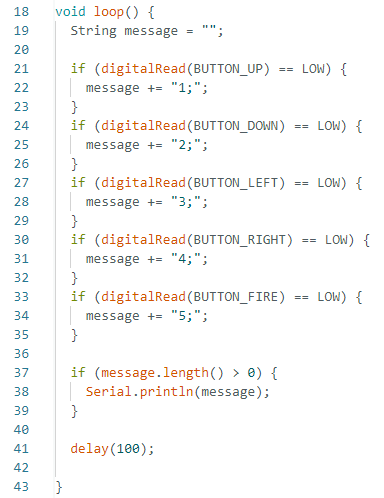 18 void loop() {
19   String message = "";
20
21   if (digitalRead(BUTTON_UP) == LOW) {
22     message += "1;";
23   }
24   if (digitalRead(BUTTON_DOWN) == LOW) {
25     message += "2;";
26   }
27   if (digitalRead(BUTTON_LEFT) == LOW) {
28     message += "3;";
29   }
30   if (digitalRead(BUTTON_RIGHT) == LOW) {
31     message += "4;";
32   }
33   if (digitalRead(BUTTON_FIRE) == LOW) {
34     message += "5;";
35   }
36
37   if (message.length() > 0) {
38     Serial.println(message);
39   }
40
41   delay(100);
42
43 }